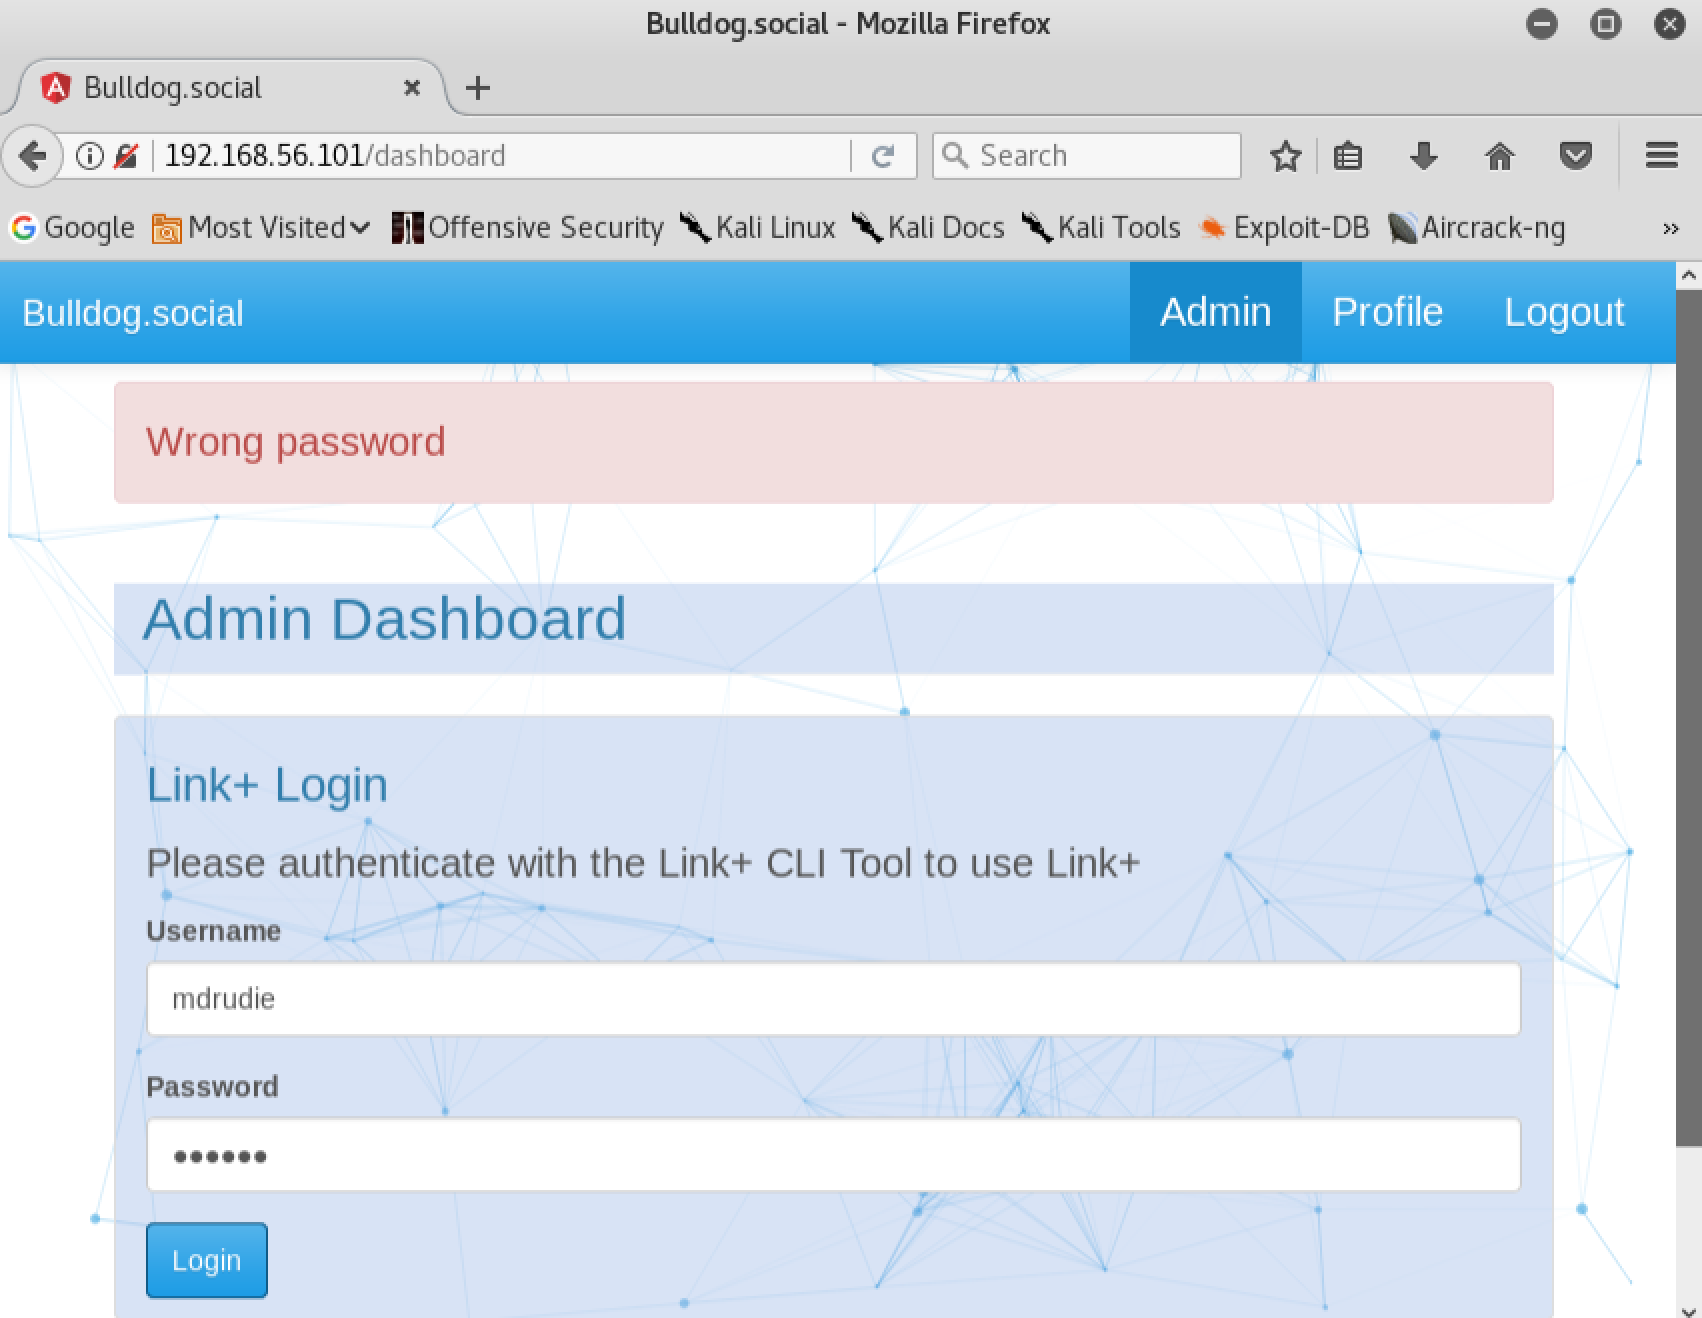 Bulldog.social - Mozilla Firefox
Bulldog.social
192.168.56.101/dashboard
Search
Google Most Visited Offensive Security Kali Linux Kali Docs Kali Tools Exploit-DB Aircrack-ng »
Bulldog.social Admin Profile Logout
Wrong password
Admin Dashboard
Link+ Login
Please authenticate with the Link+ CLI Tool to use Link+
Username
mdrudie
Password
••••••
Login